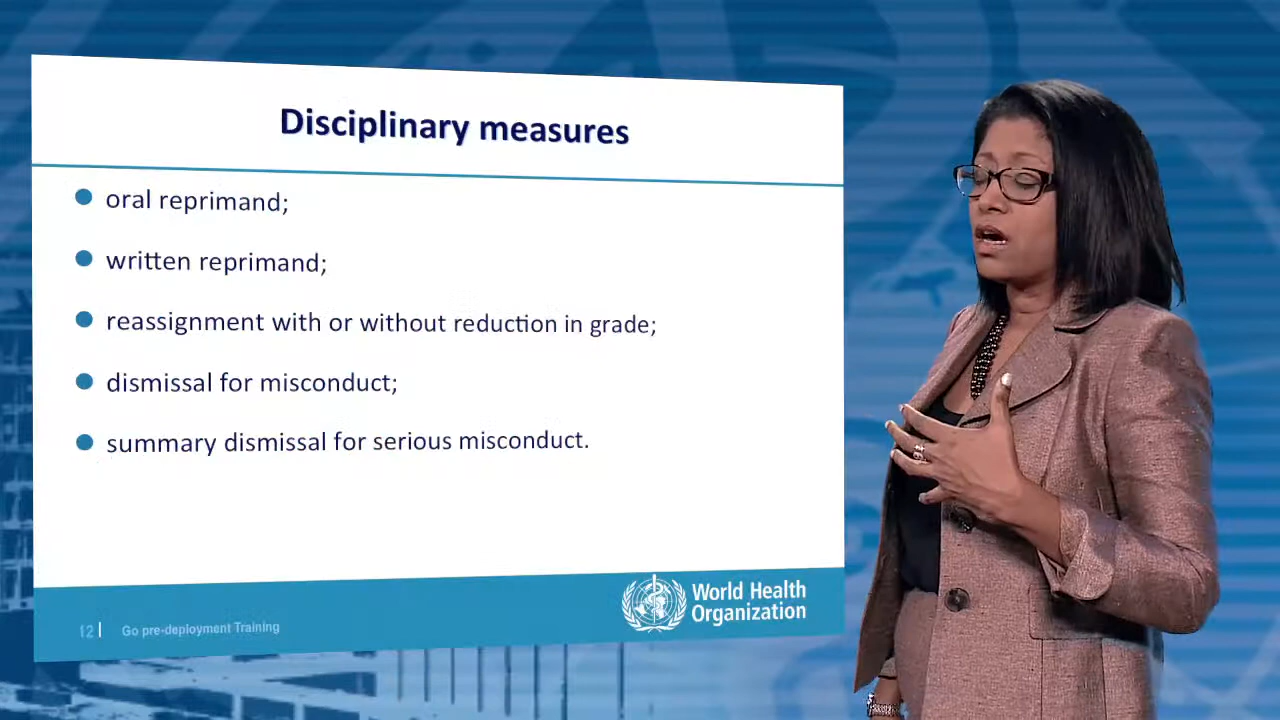 Disciplinary measures
oral reprimand;
written reprimand;
reassignment with or without reduction in grade;
dismissal for misconduct;
summary dismissal for serious misconduct.
12 | Go pre-deployment Training
World Health
Organization